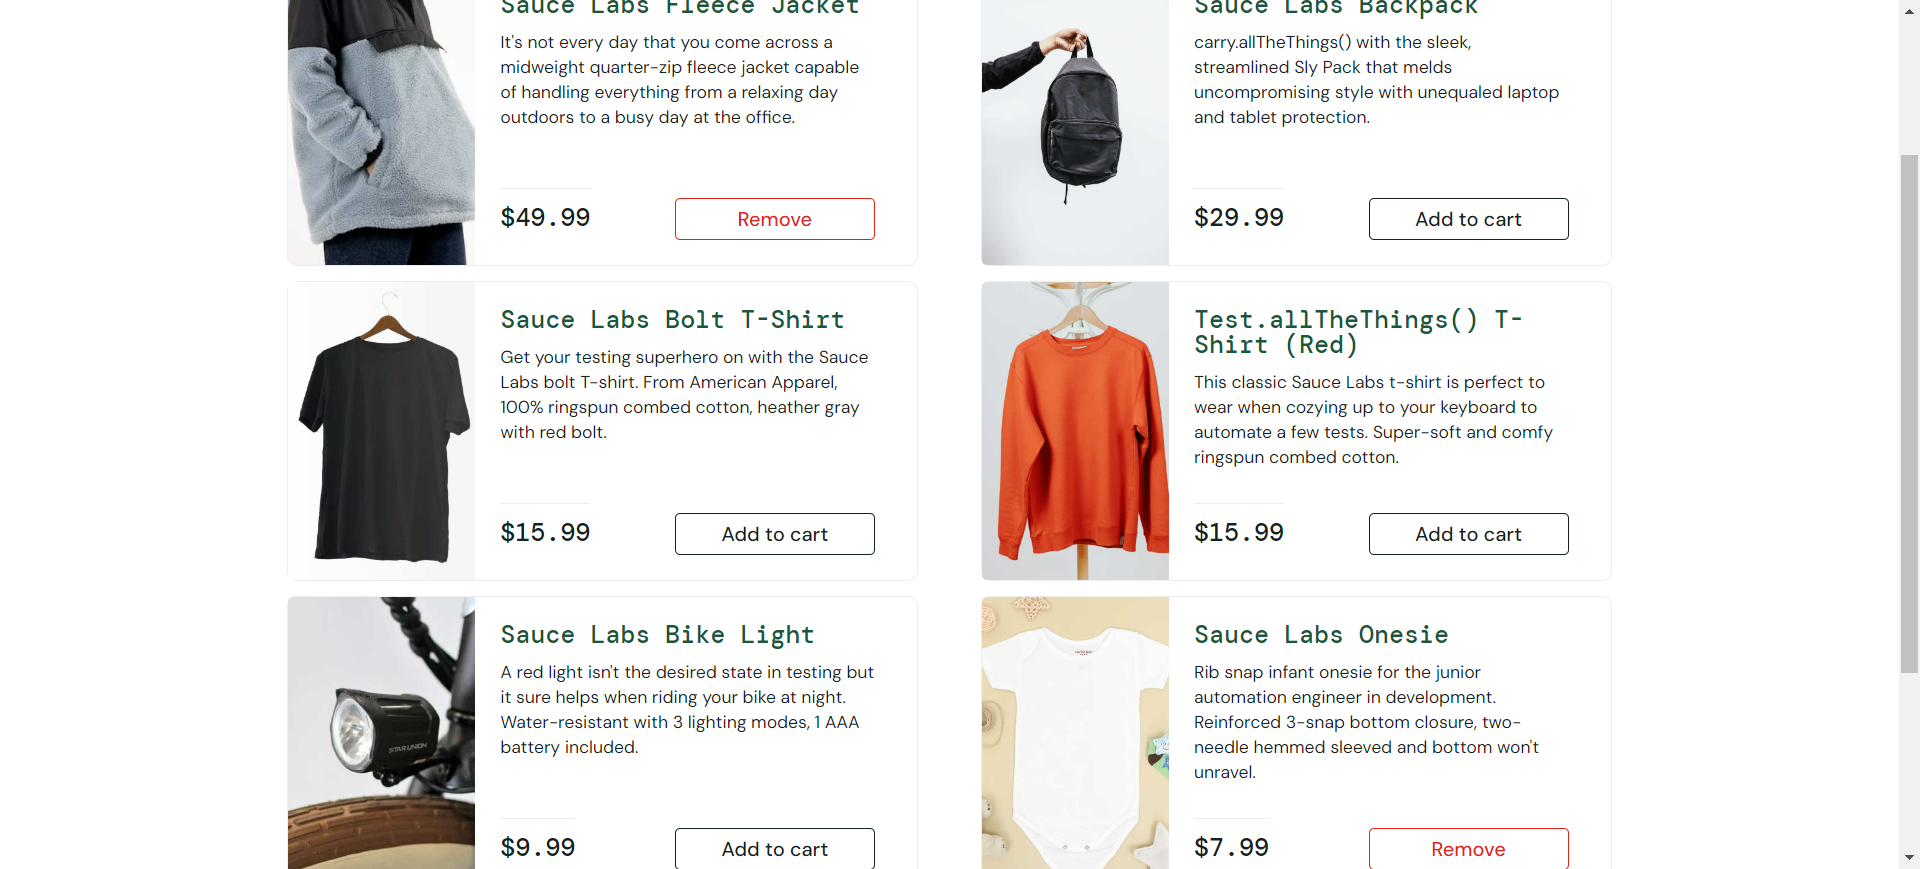 Sauce Labs Fleece Jacket
It's not every day that you come across a
midweight quarter-zip fleece jacket capable
of handling everything from a relaxing day
outdoors to a busy day at the office.
$49.99
Remove
Sauce Labs Backpack
carry.allTheThings() with the sleek,
streamlined Sly Pack that melds
uncompromising style with unequaled laptop
and tablet protection.
$29.99
Add to cart
Sauce Labs Bolt T-Shirt
Get your testing superhero on with the Sauce
Labs bolt T-shirt. From American Apparel,
100% ringspun combed cotton, heather gray
with red bolt.
$15.99
Add to cart
Test.allTheThings() T-
Shirt (Red)
This classic Sauce Labs t-shirt is perfect to
wear when cozying up to your keyboard to
automate a few tests. Super-soft and comfy
ringspun combed cotton.
$15.99
Add to cart
STAR UNION
Sauce Labs Bike Light
A red light isn't the desired state in testing but
it sure helps when riding your bike at night.
Water-resistant with 3 lighting modes, 1 AAA
battery included.
$9.99
Add to cart
Sauce Labs Onesie
Rib snap infant onesie for the junior
automation engineer in development.
Reinforced 3-snap bottom closure, two-
needle hemmed sleeved and bottom won't
unravel.
$7.99
Remove